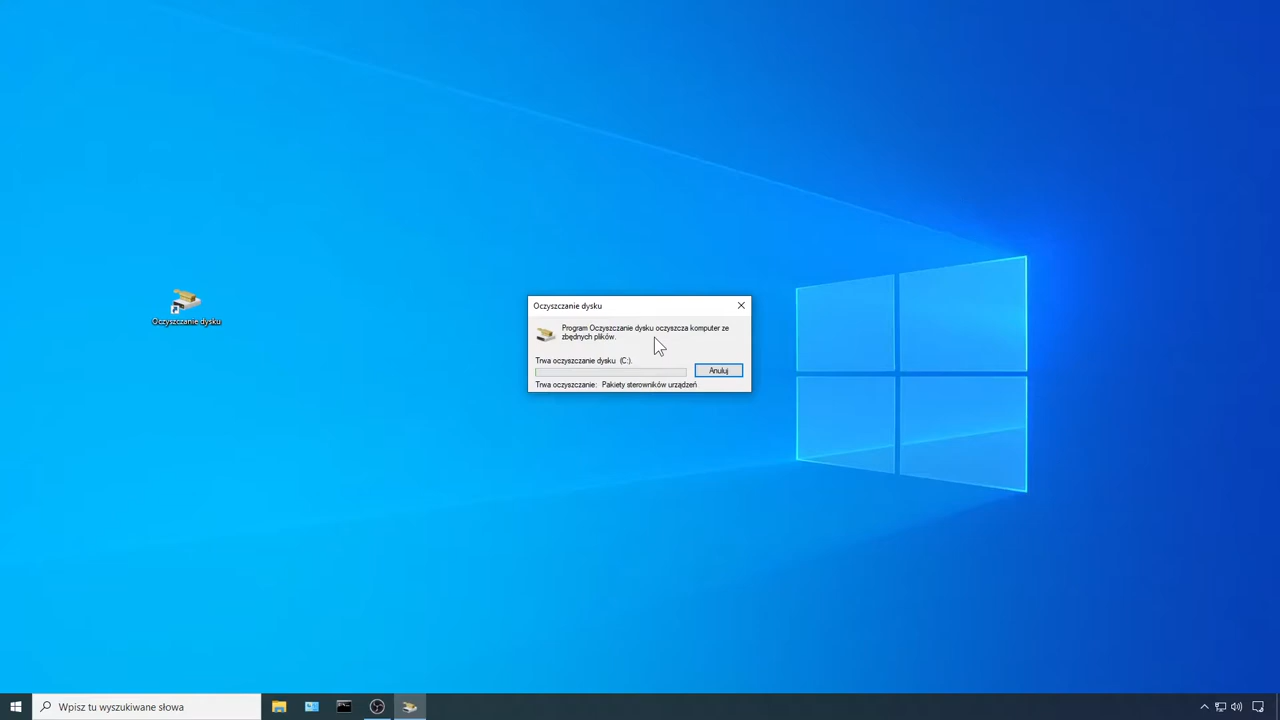 Oczyszczanie dysku
Program Oczyszczanie dysku oczyszcza komputer ze
zbędnych plików.
Trwa oczyszczanie dysku (C:).
Anuluj
Trwa oczyszczanie: Pakiety sterowników urządzeń
Oczyszczanie dysku
Wpisz tu wyszukiwane słowa